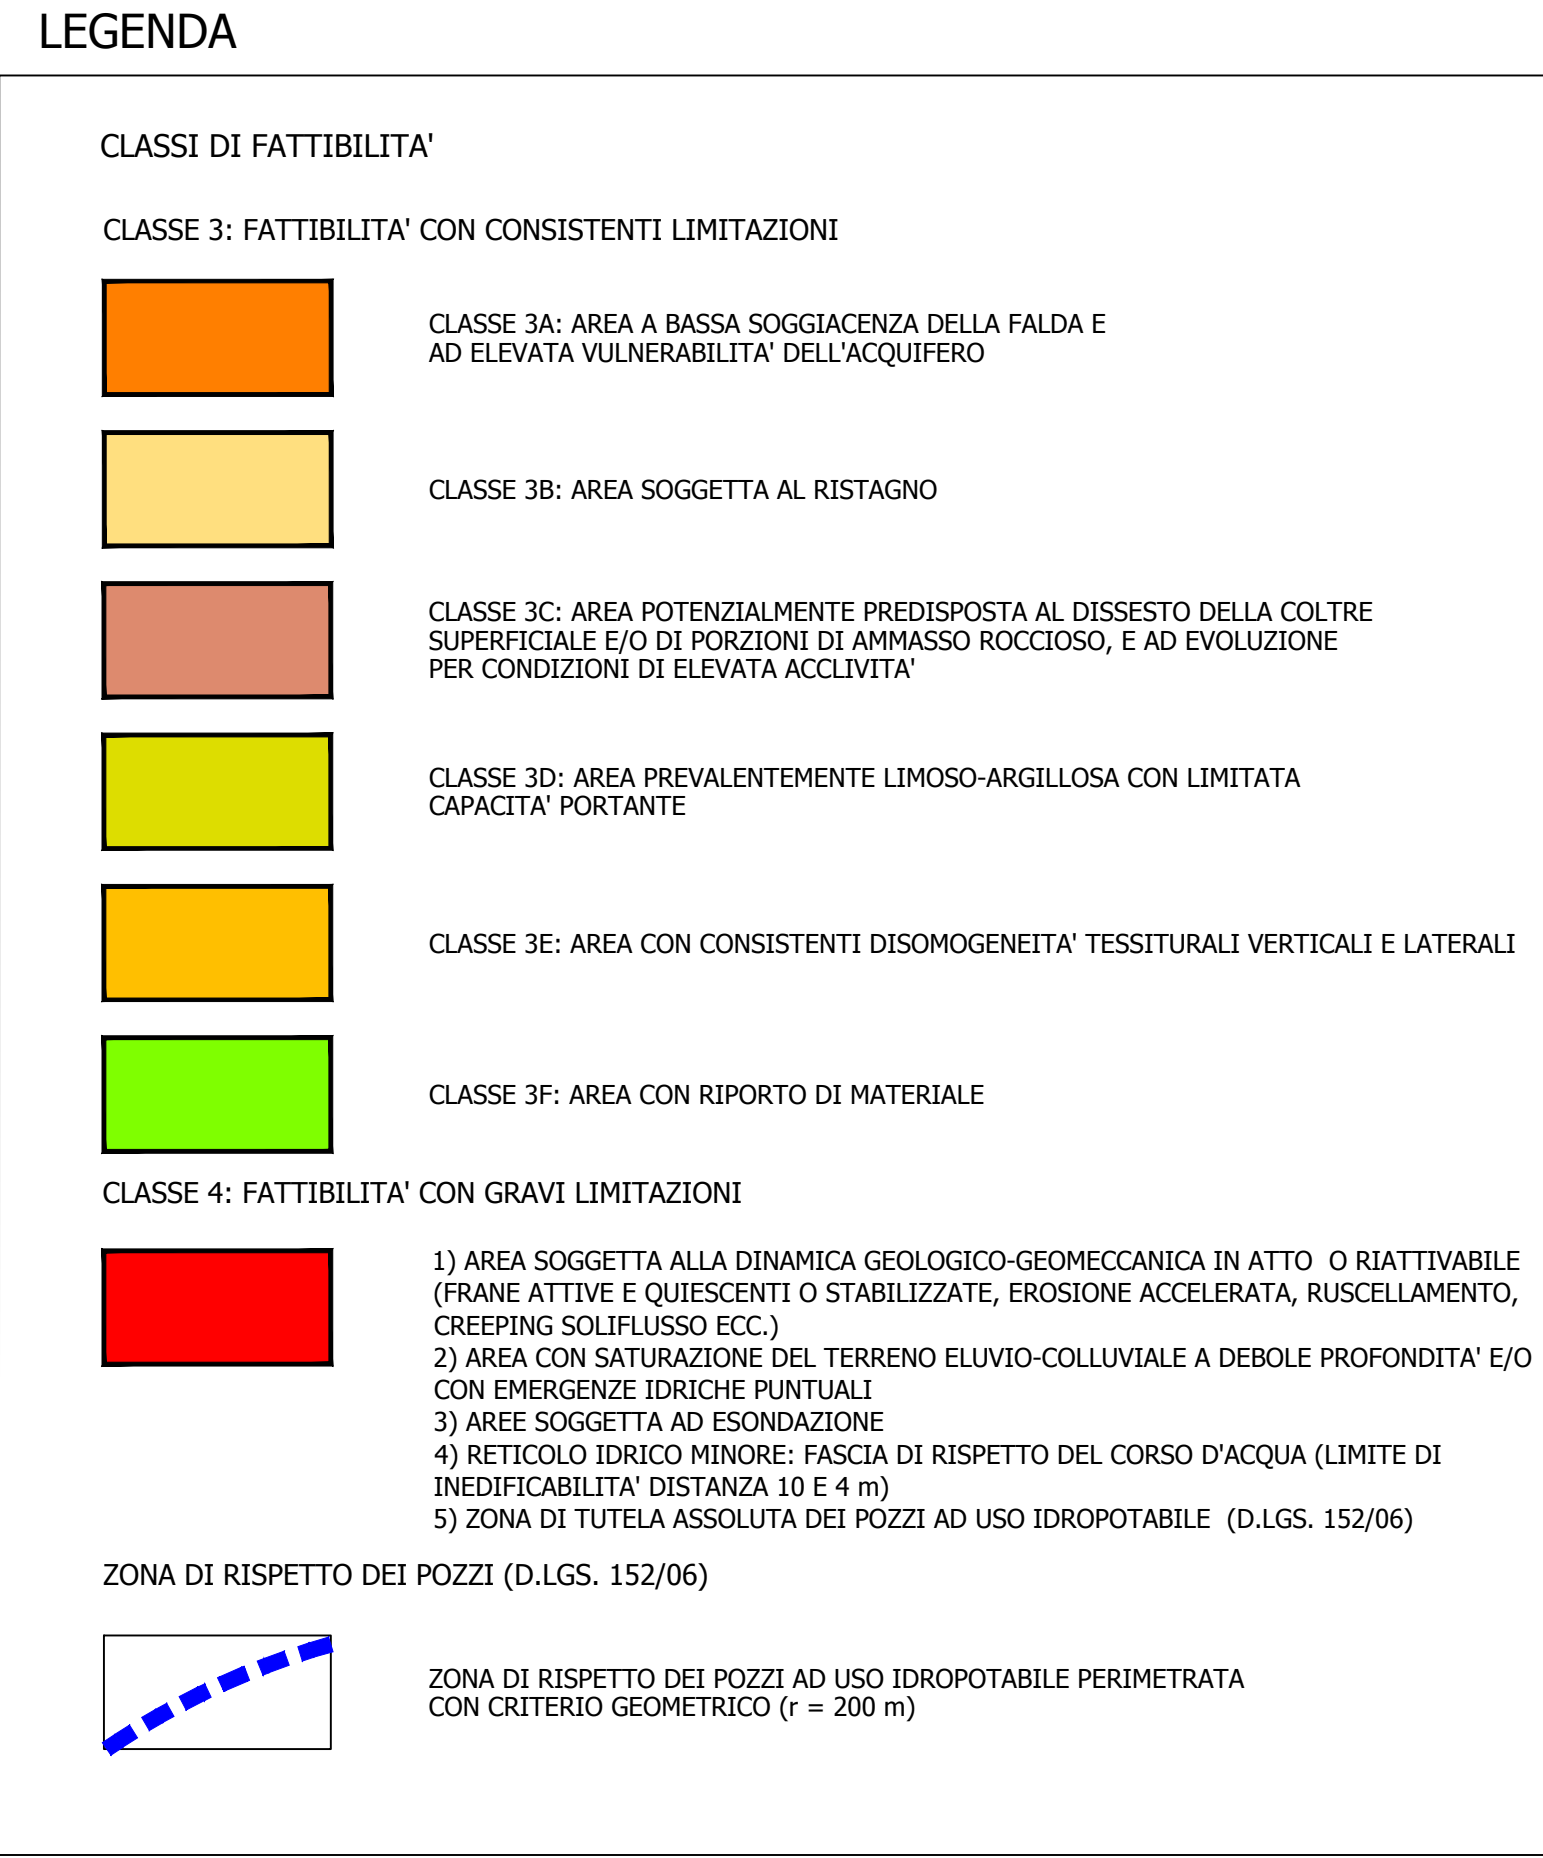 LEGENDA
CLASSI DI FATTIBILITA'
CLASSE 3: FATTIBILITA' CON CONSISTENTI LIMITAZIONI
CLASSE 3A: AREA A BASSA SOGGIACENZA DELLA FALDA E
AD ELEVATA VULNERABILITA' DELL'ACQUIFERO
CLASSE 3B: AREA SOGGETTA AL RISTAGNO
CLASSE 3C: AREA POTENZIALMENTE PREDISPOSTA AL DISSESTO DELLA COLTRE
SUPERFICIALE E/O DI PORZIONI DI AMMASSO ROCCIOSO, E AD EVOLUZIONE
PER CONDIZIONI DI ELEVATA ACCLIVITA'
CLASSE 3D: AREA PREVALENTEMENTE LIMOSO-ARGILLOSA CON LIMITATA
CAPACITA' PORTANTE
CLASSE 3E: AREA CON CONSISTENTI DISOMOGENEITA' TESSITURALI VERTICALI E LATERALI
CLASSE 3F: AREA CON RIPORTO DI MATERIALE
CLASSE 4: FATTIBILITA' CON GRAVI LIMITAZIONI
1) AREA SOGGETTA ALLA DINAMICA GEOLOGICO-GEOMECCANICA IN ATTO  O RIATTIVABILE
(FRANE ATTIVE E QUIESCENTI O STABILIZZATE, EROSIONE ACCELERATA, RUSCELLAMENTO,
CREEPING SOLIFLUSSO ECC.)
2) AREA CON SATURAZIONE DEL TERRENO ELUVIO-COLLUVIALE A DEBOLE PROFONDITA' E/O
CON EMERGENZE IDRICHE PUNTUALI
3) AREE SOGGETTA AD ESONDAZIONE
4) RETICOLO IDRICO MINORE: FASCIA DI RISPETTO DEL CORSO D'ACQUA (LIMITE DI
INEDIFICABILITA' DISTANZA 10 E 4 m)
5) ZONA DI TUTELA ASSOLUTA DEI POZZI AD USO IDROPOTABILE  (D.LGS. 152/06)
ZONA DI RISPETTO DEI POZZI (D.LGS. 152/06)
ZONA DI RISPETTO DEI POZZI AD USO IDROPOTABILE PERIMETRATA
CON CRITERIO GEOMETRICO (r = 200 m)